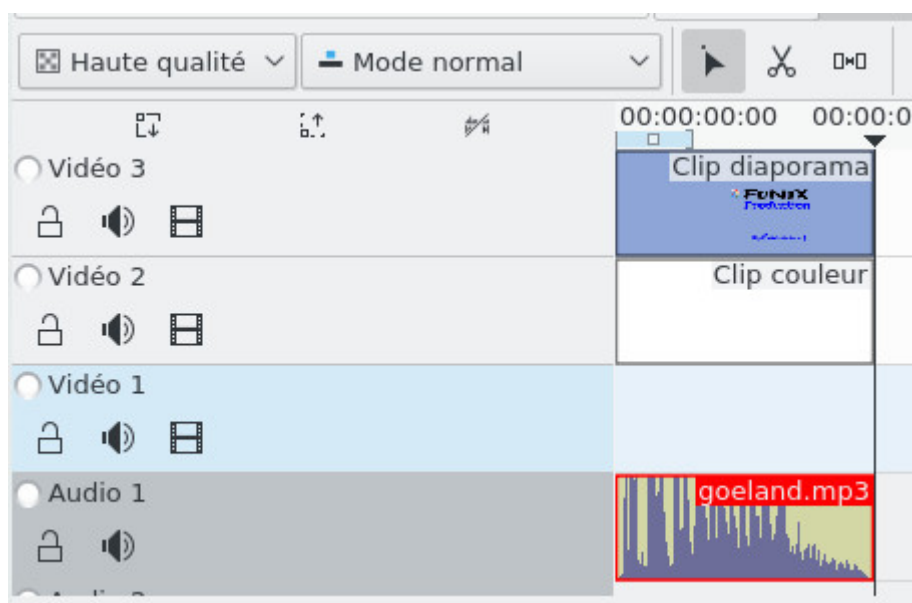 Haute qualité
Mode normal
00:00:00:00
00:00:0
Vidéo 3
Clip diaporama
FuNiX
Production
Vidéo 2
Clip couleur
Vidéo 1
Audio 1
goeland.mp3